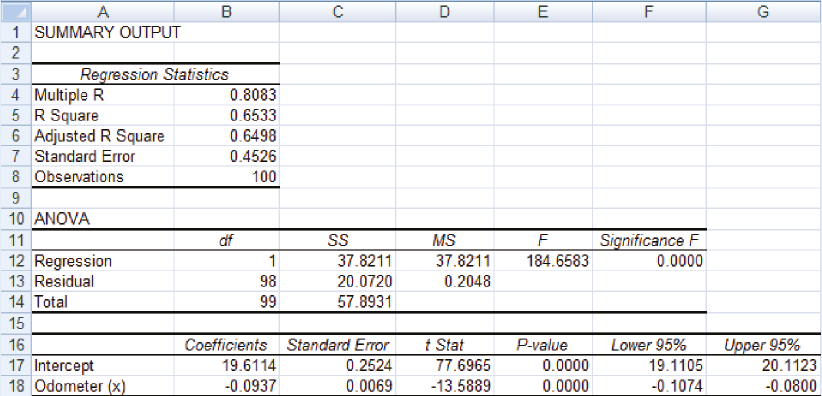 A B C D E F G
1 SUMMARY OUTPUT
2
3 Regression Statistics
4 Multiple R 0.8083
5 R Square 0.6533
6 Adjusted R Square 0.6498
7 Standard Error 0.4526
8 Observations 100
9
10 ANOVA
11 df SS MS F Significance F
12 Regression 1 37.8211 37.8211 184.6583 0.0000
13 Residual 98 20.0720 0.2048
14 Total 99 57.8931
15
16 Coefficients Standard Error t Stat P-value Lower 95% Upper 95%
17 Intercept 19.6114 0.2524 77.6965 0.0000 19.1105 20.1123
18 Odometer (x) -0.0937 0.0069 -13.5889 0.0000 -0.1074 -0.0800